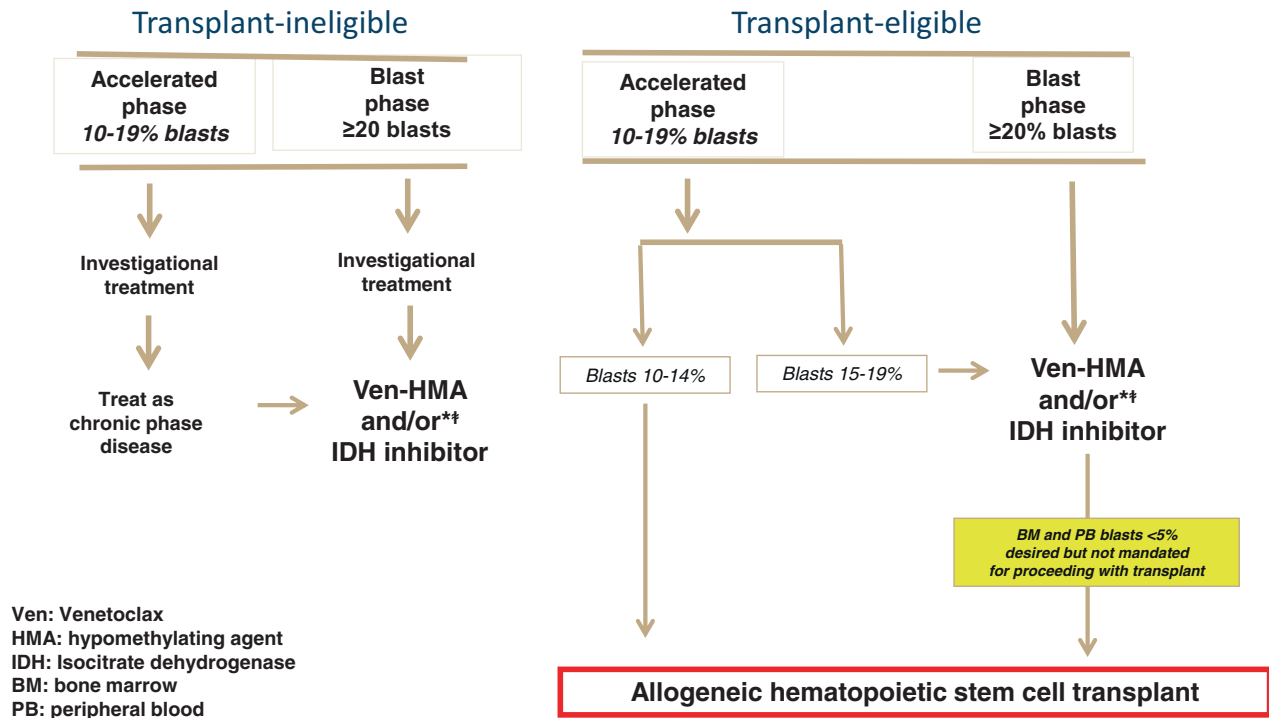 Transplant-ineligible
Accelerated
phase
10-19% blasts
Blast
phase
≥20 blasts
Investigational
treatment
Investigational
treatment
Treat as
chronic phase
disease
Ven-HMA
and/or*ⱡ
IDH inhibitor
Transplant-eligible
Accelerated
phase
10-19% blasts
Blast
phase
≥20% blasts
Blasts 10-14%
Blasts 15-19%
Ven-HMA
and/or*ⱡ
IDH inhibitor
BM and PB blasts <5%
desired but not mandated
for proceeding with transplant
Allogeneic hematopoietic stem cell transplant
Ven: Venetoclax
HMA: hypomethylating agent
IDH: Isocitrate dehydrogenase
BM: bone marrow
PB: peripheral blood